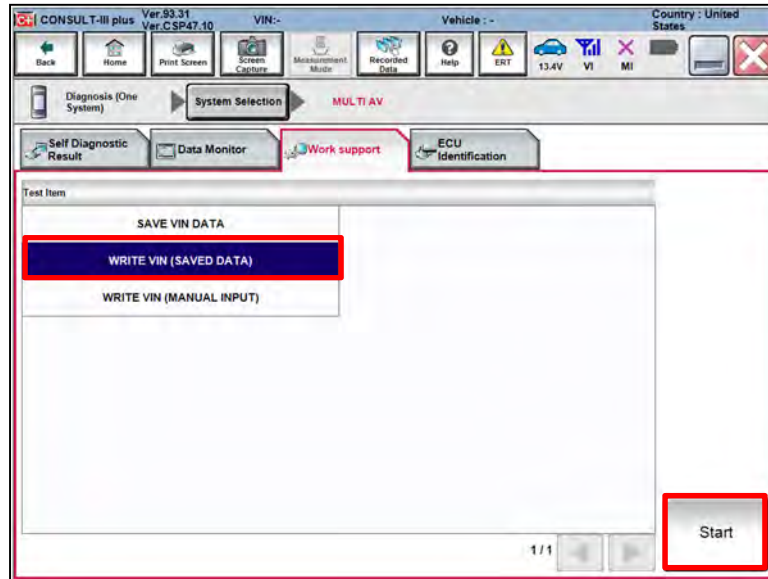 CONSULT-III plus Ver.93.31 Ver.CSP47.10 VIN:- Vehicle : - Country : United States
Back Home Print Screen Screen Capture Measurement Mode Recorded Data Help ERT 13.4V VI MI
Diagnosis (One System) System Selection MULTI AV
Self Diagnostic Result Data Monitor Work support ECU Identification
Test Item
SAVE VIN DATA
WRITE VIN (SAVED DATA)
WRITE VIN (MANUAL INPUT)
Start
1/1